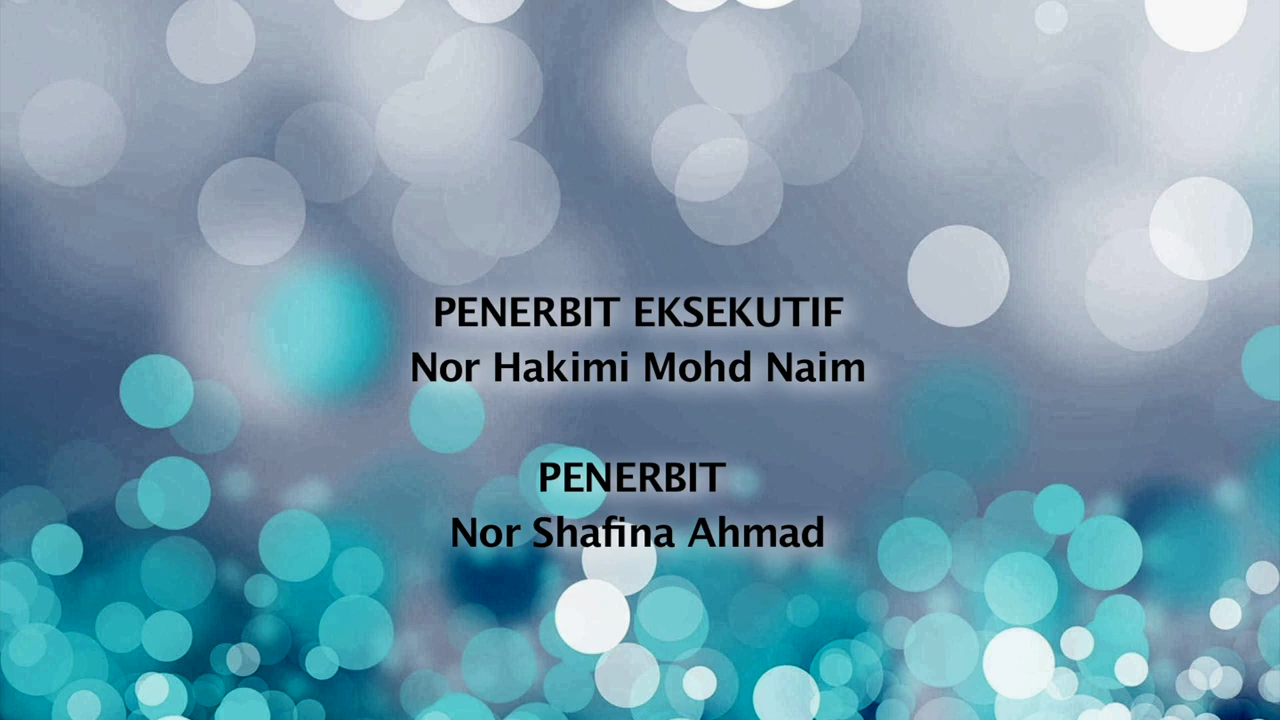 PENERBIT EKSEKUTIF
Nor Hakimi Mohd Naim
PENERBIT
Nor Shafina Ahmad